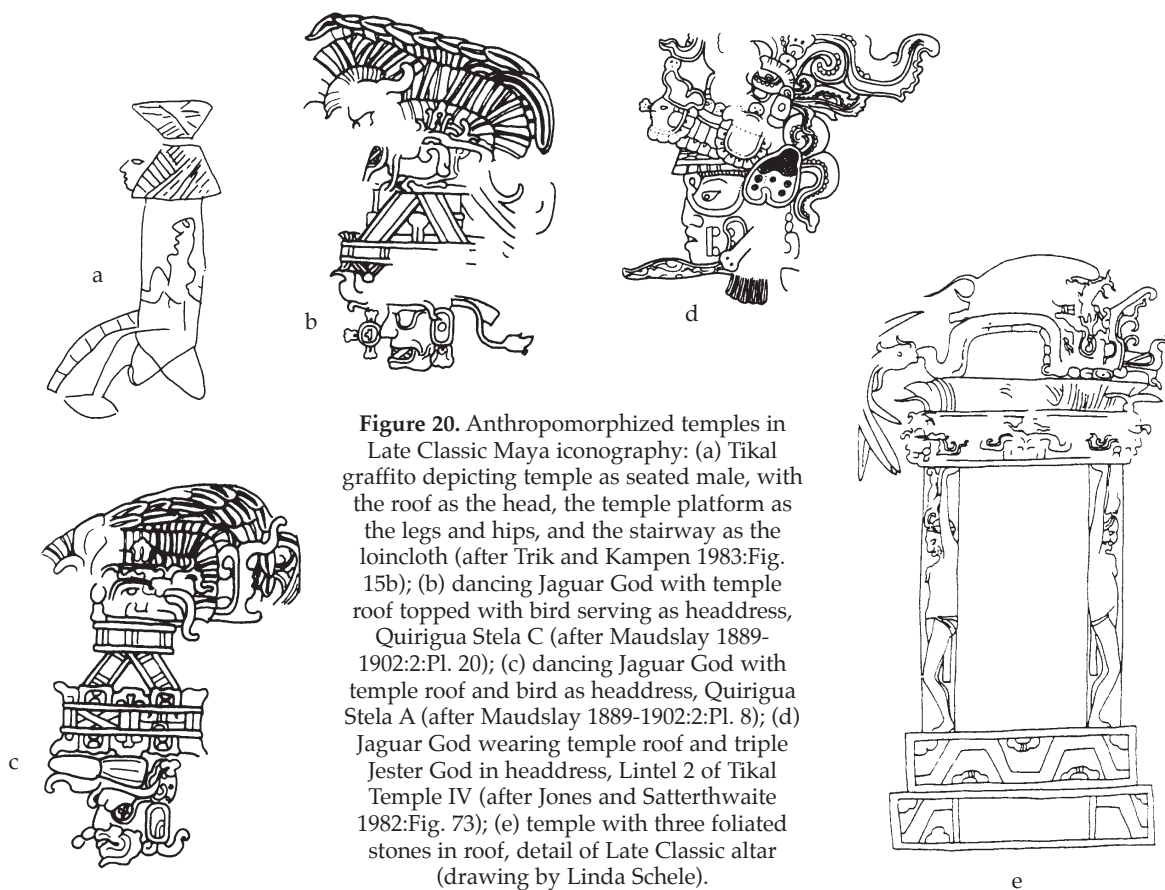 a
b
d
Figure 20. Anthropomorphized temples in
Late Classic Maya iconography: (a) Tikal
graffito depicting temple as seated male, with
the roof as the head, the temple platform as
the legs and hips, and the stairway as the
loincloth (after Trik and Kampen 1983:Fig.
15b); (b) dancing Jaguar God with temple
roof topped with bird serving as headdress,
Quirigua Stela C (after Maudslay 1889-
1902:2:Pl. 20); (c) dancing Jaguar God with
temple roof and bird as headdress, Quirigua
Stela A (after Maudslay 1889-1902:2:Pl. 8); (d)
Jaguar God wearing temple roof and triple
Jester God in headdress, Lintel 2 of Tikal
Temple IV (after Jones and Satterthwaite
1982:Fig. 73); (e) temple with three foliated
stones in roof, detail of Late Classic altar
(drawing by Linda Schele).
c
e